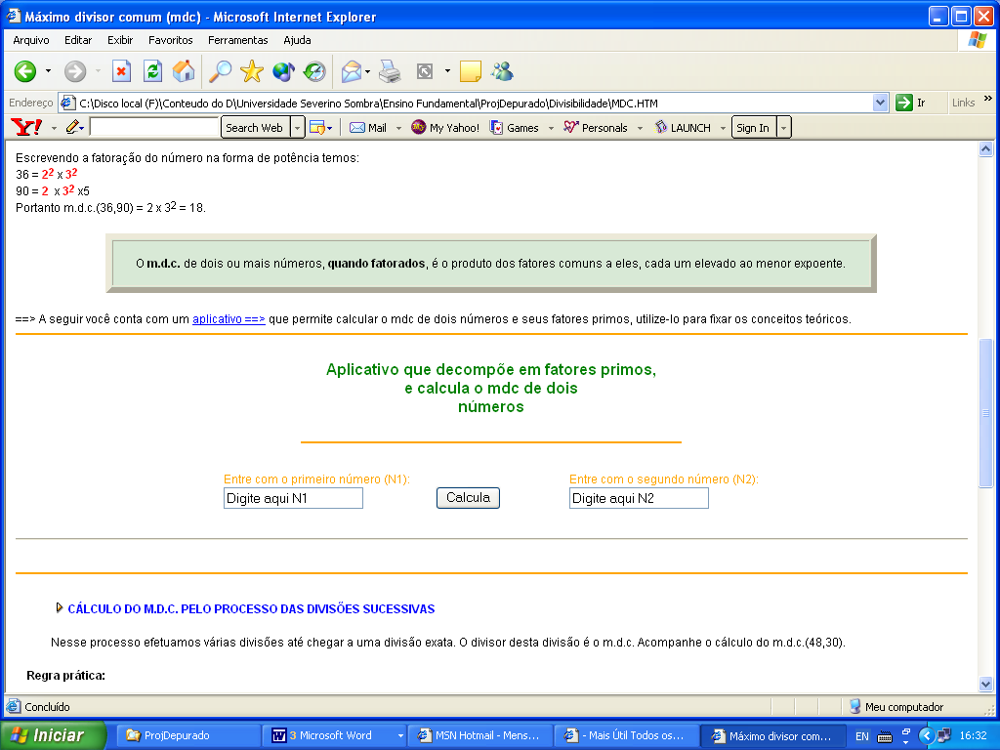 Máximo divisor comum (mdc) - Microsoft Internet Explorer
Arquivo Editar Exibir Favoritos Ferramentas Ajuda
Endereço C:\Disco local (F)\Conteudo do D\Universidade Severino Sombra\Ensino Fundamental\ProjDepurado\Divisibilidade\MDC.HTM Ir Links »
Y! Search Web Mail My Yahoo! Games Personals LAUNCH Sign In
Escrevendo a fatoração do número na forma de potência temos:
36 = 2² x 3²
90 = 2 x 3² x5
Portanto m.d.c.(36,90) = 2 x 3² = 18.
O m.d.c. de dois ou mais números, quando fatorados, é o produto dos fatores comuns a eles, cada um elevado ao menor expoente.
==> A seguir você conta com um aplicativo ==> que permite calcular o mdc de dois números e seus fatores primos, utilize-lo para fixar os conceitos teóricos.
Aplicativo que decompõe em fatores primos,
e calcula o mdc de dois
números
Entre com o primeiro número (N1): Entre com o segundo número (N2):
Digite aqui N1 Calcula Digite aqui N2
CÁLCULO DO M.D.C. PELO PROCESSO DAS DIVISÕES SUCESSIVAS
Nesse processo efetuamos várias divisões até chegar a uma divisão exata. O divisor desta divisão é o m.d.c. Acompanhe o cálculo do m.d.c.(48,30).
Regra prática:
Concluído Meu computador
Iniciar ProjDepurado 3 Microsoft Word MSN Hotmail - Mens... - Mais Útil Todos os... Máximo divisor com... EN 16:32